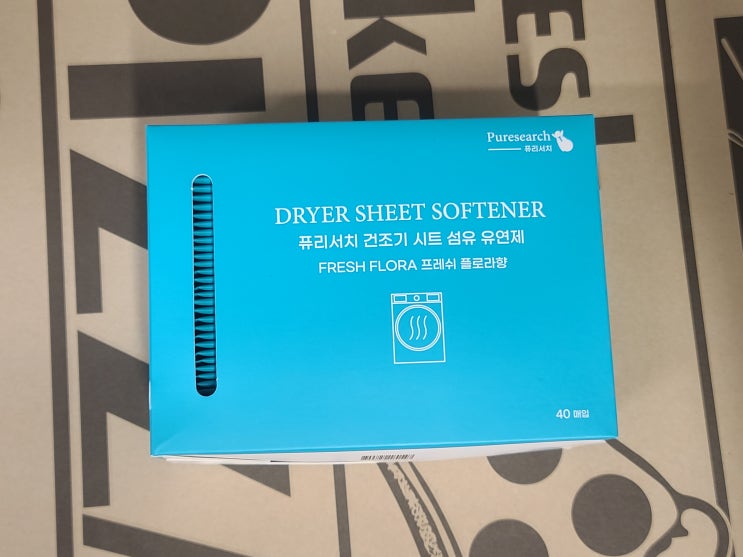 Puresearch
퓨리서치
DRYER SHEET SOFTENER
퓨리서치 건조기 시트 섬유 유연제
FRESH FLORA 프레쉬 플로라향
40 매입